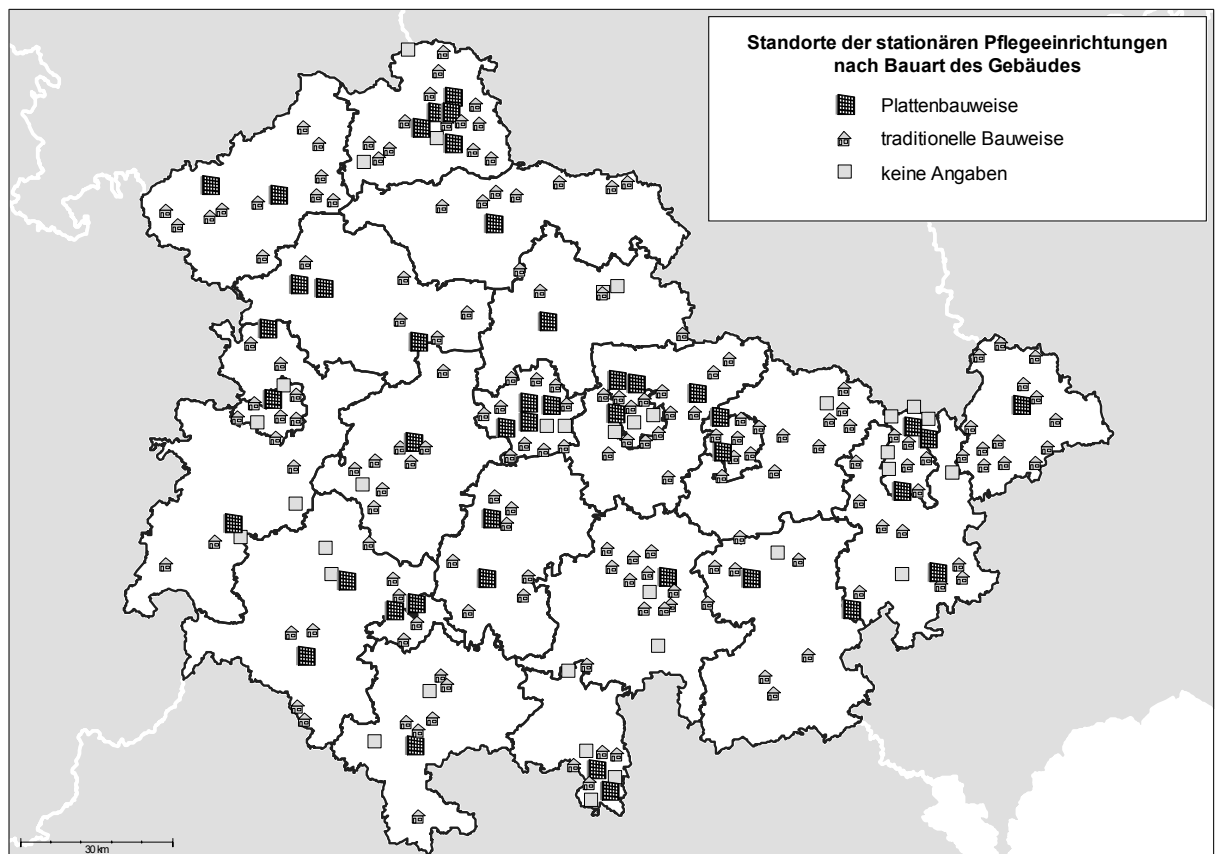 Standorte der stationären Pflegeeinrichtungen
nach Bauart des Gebäudes
Plattenbauweise
traditionelle Bauweise
keine Angaben
30 km